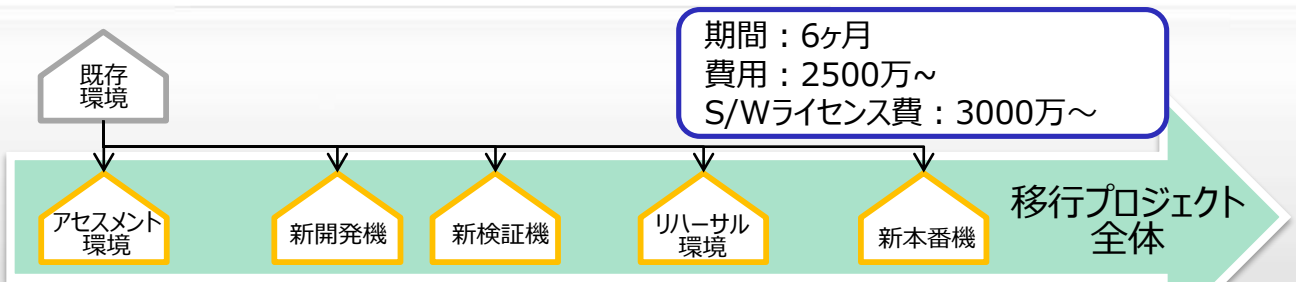 期間：6ヶ月
費用：2500万~
S/Wライセンス費：3000万～
既存
環境
アセスメント
環境
新開発機
新検証機
リハーサル
環境
新本番機
移行プロジェクト
全体